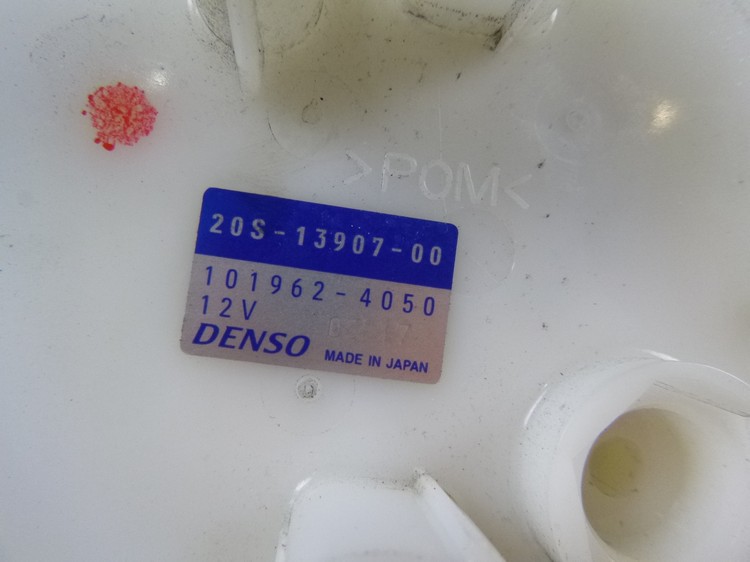 >POM<
20S-13907-00
101962-4050
12V
DENSO
MADE IN JAPAN